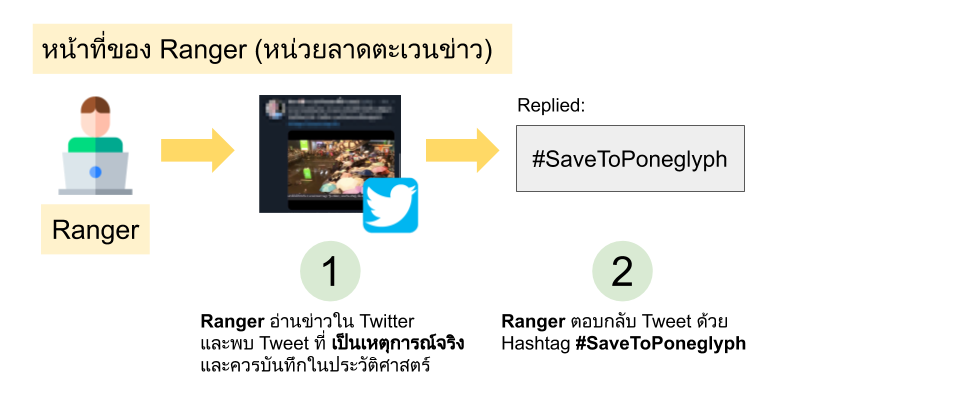 หน้าที่ของ Ranger (หน่วยลาดตะเวนข่าว)
Replied:
#SaveToPoneglyph
Ranger
1
2
Ranger อ่านข่าวใน Twitter
และพบ Tweet ที่ เป็นเหตุการณ์จริง
และควรบันทึกในประวัติศาสตร์
Ranger ตอบกลับ Tweet ด้วย
Hashtag #SaveToPoneglyph